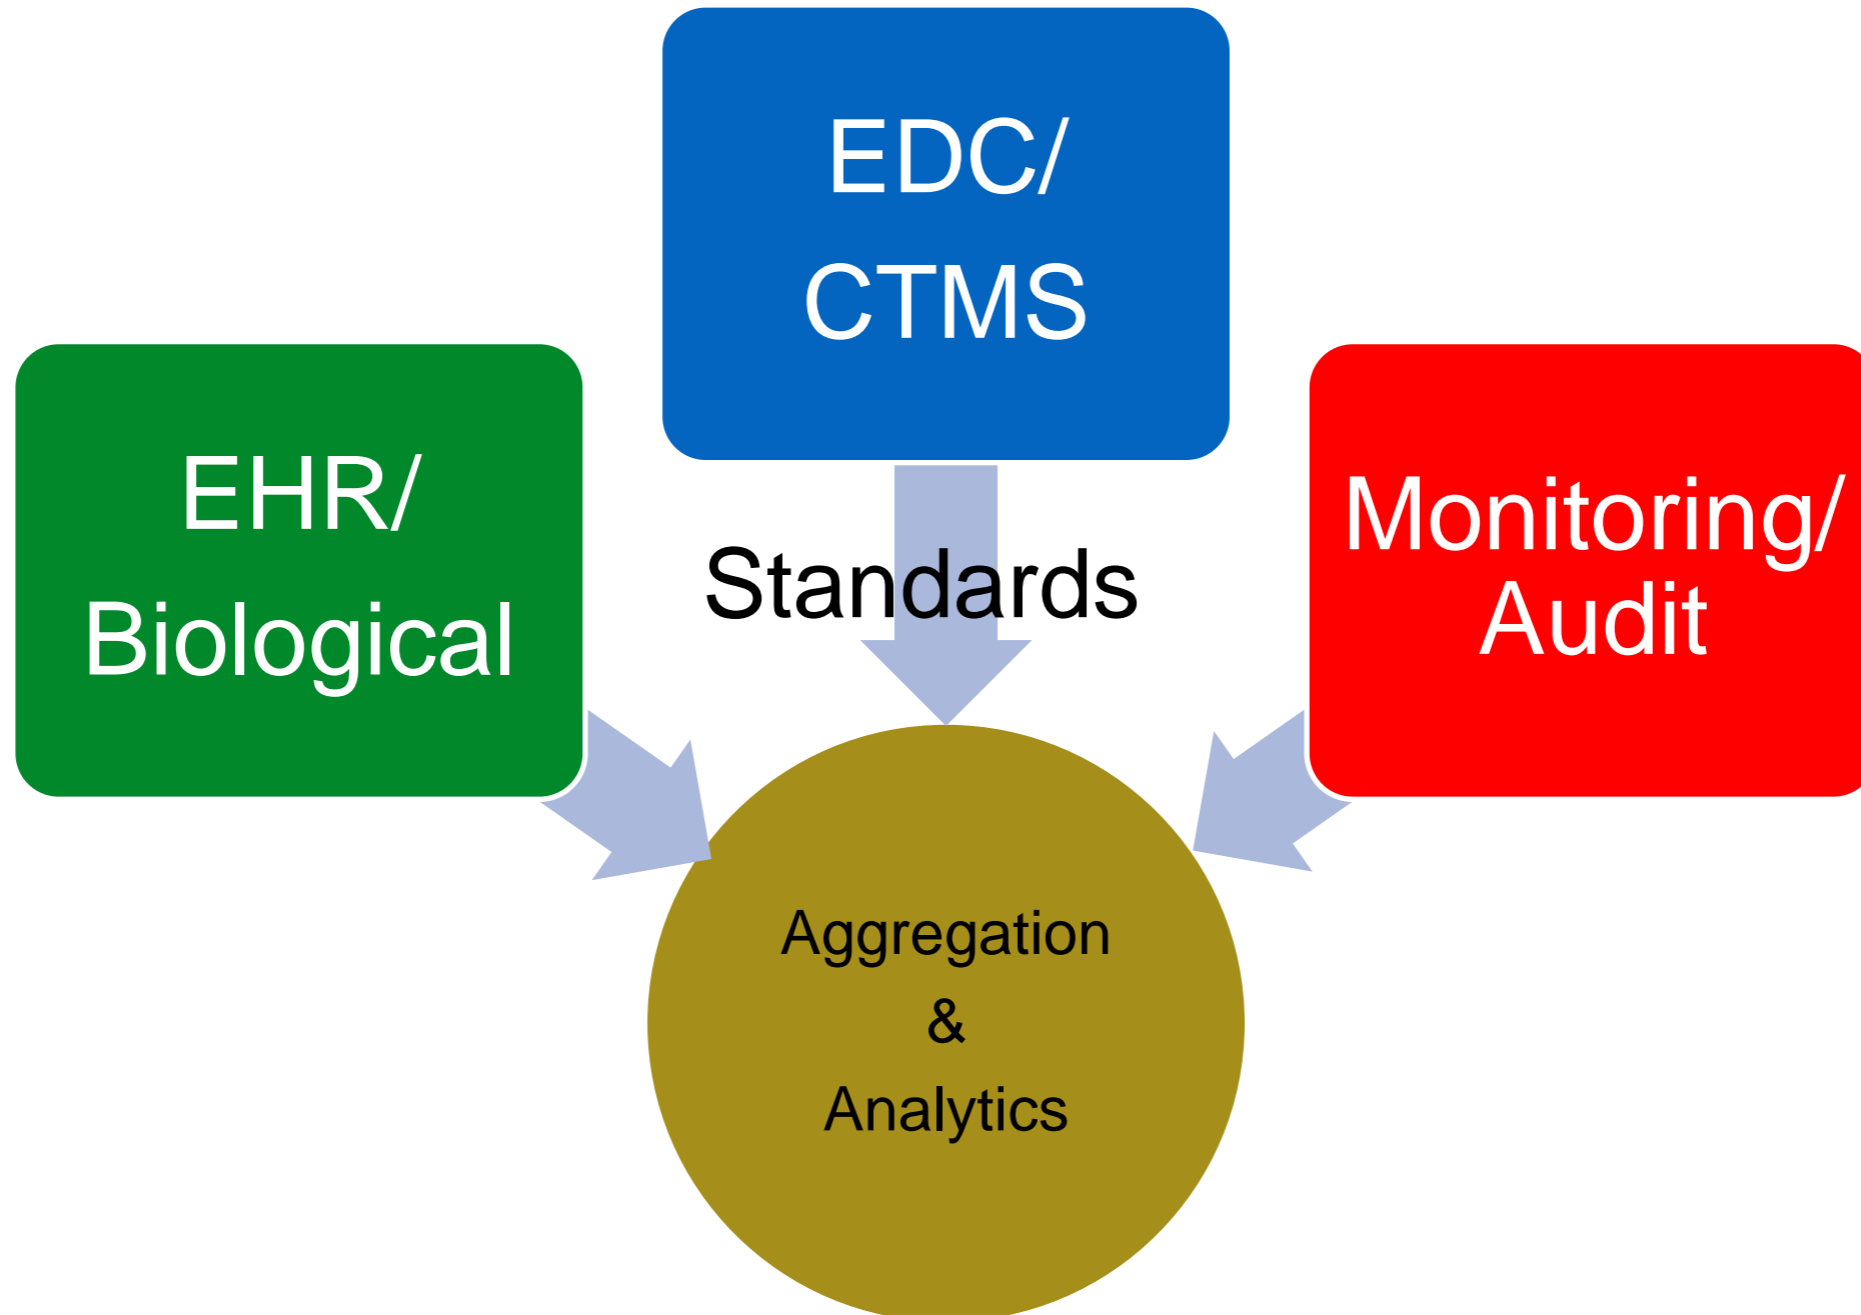 EDC/
CTMS
EHR/
Biological
Standards
Monitoring/
Audit
Aggregation
&
Analytics